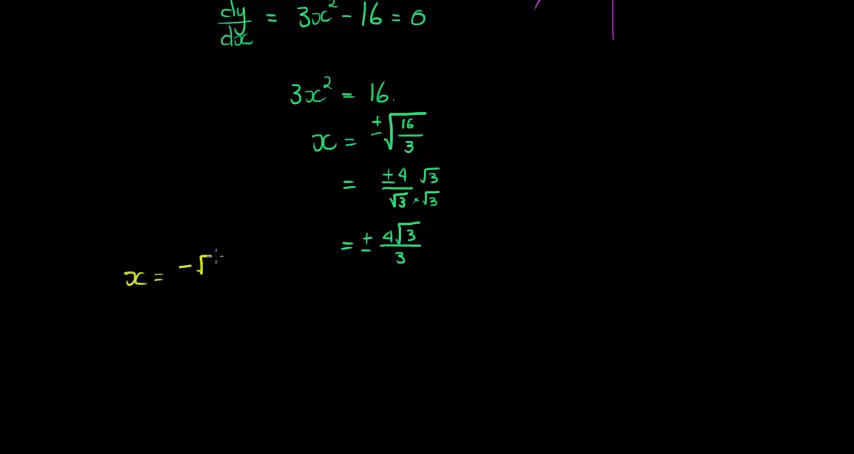 dy/dx = 3x² - 16 = 0
3x² = 16.
x = ±√(16/3)
= ±4/√3 × √3/√3
= ± 4√3/3
x = -√